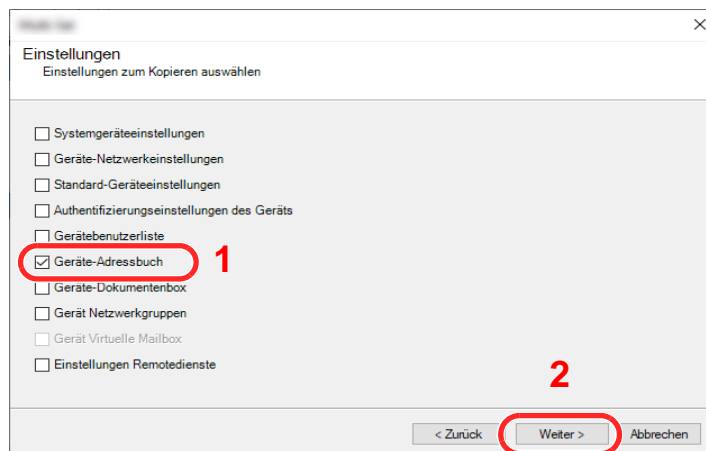 Einstellungen
Einstellungen zum Kopieren auswählen
Systemgeräteeinstellungen
Geräte-Netzwerkeinstellungen
Standard-Geräteeinstellungen
Authentifizierungseinstellungen des Geräts
Gerätebenutzerliste
Geräte-Adressbuch 1
Geräte-Dokumentenbox
Gerät Netzwerkgruppen
Gerät Virtuelle Mailbox
Einstellungen Remotedienste
2
< Zurück Weiter > Abbrechen